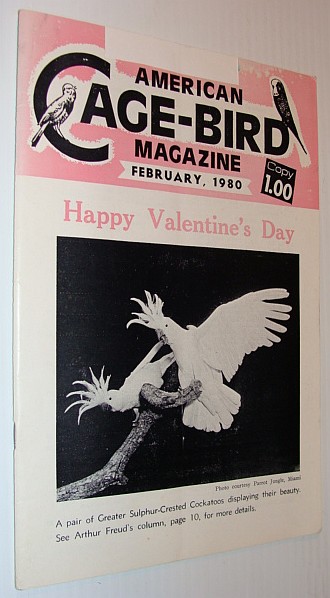 AMERICAN
CAGE-BIRD
MAGAZINE
FEBRUARY, 1980
Copy
1.00
Happy Valentine's Day
Photo courtesy Parrot Jungle, Miami
A pair of Greater Sulphur-Crested Cockatoos displaying their beauty.
See Arthur Freud's column, page 10, for more details.